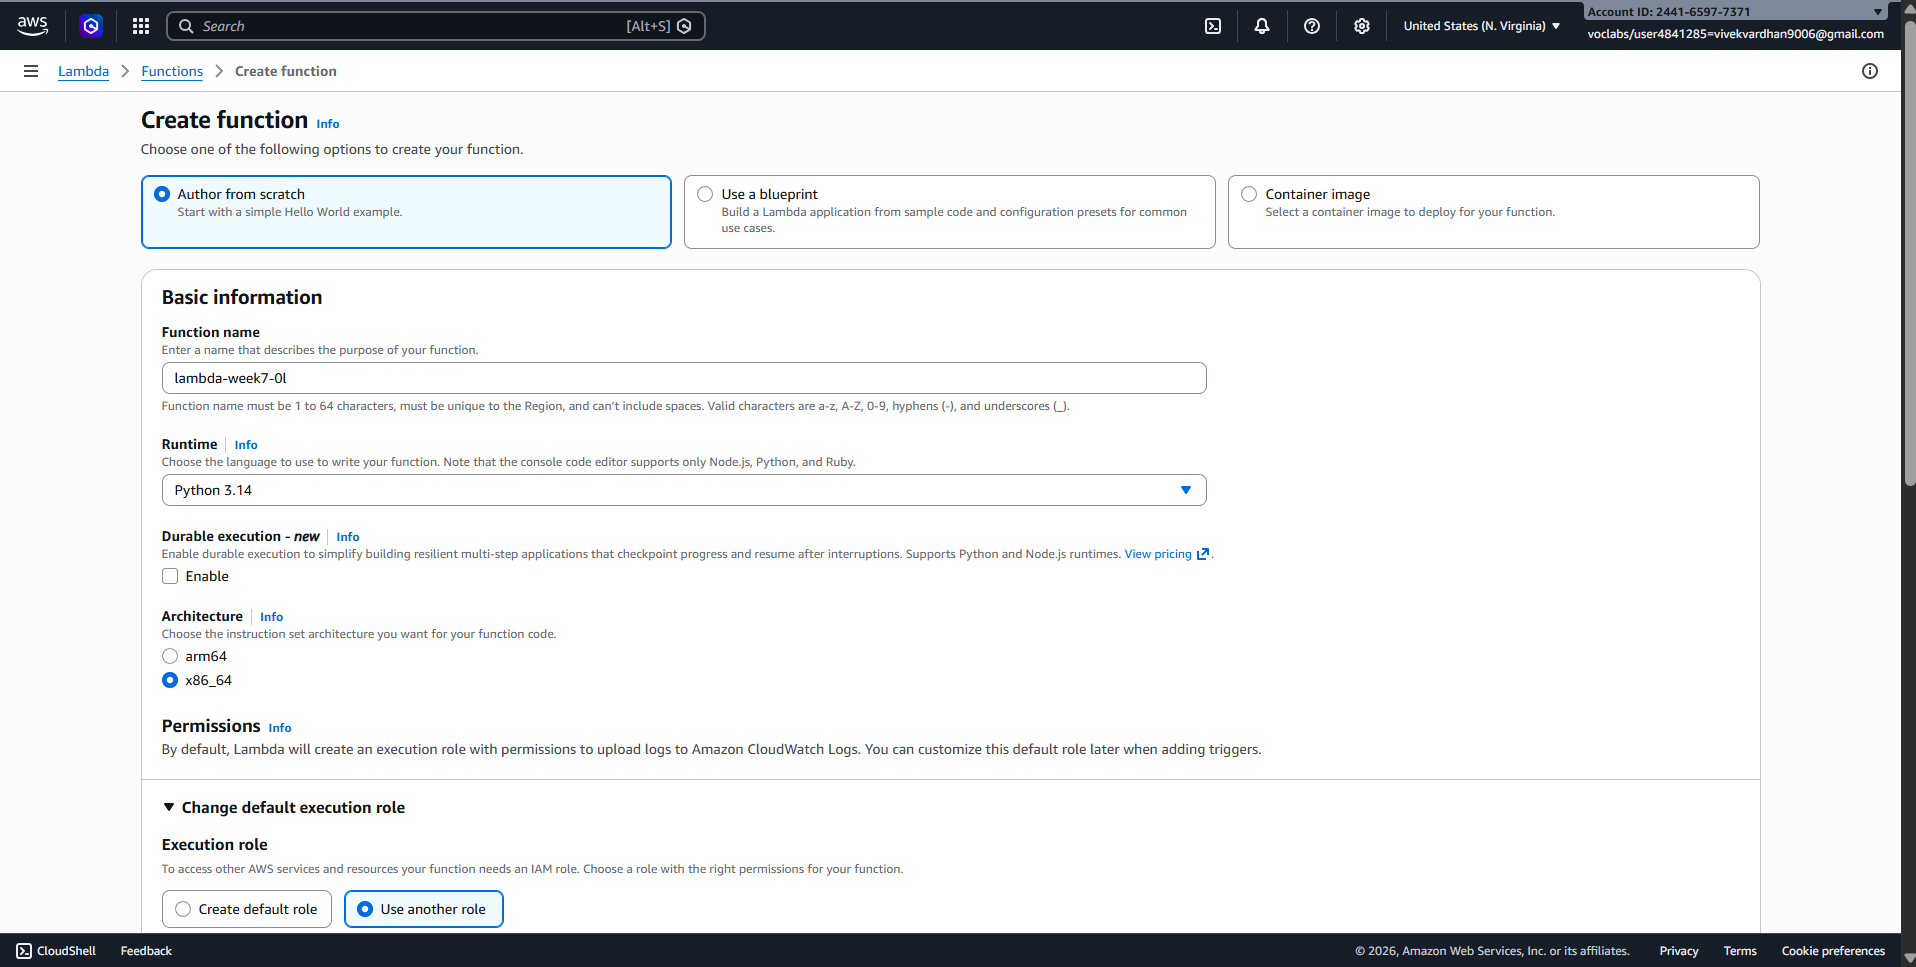 aws
Search [Alt+S]
United States (N. Virginia)
Account ID: 2441-6597-7371
voclabs/user4841285=vivekvardhan9006@gmail.com
Lambda Functions Create function
Create function Info
Choose one of the following options to create your function.
Author from scratch
Start with a simple Hello World example.
Use a blueprint
Build a Lambda application from sample code and configuration presets for common
use cases.
Container image
Select a container image to deploy for your function.
Basic information
Function name
Enter a name that describes the purpose of your function.
lambda-week7-0l
Function name must be 1 to 64 characters, must be unique to the Region, and can't include spaces. Valid characters are a-z, A-Z, 0-9, hyphens (-), and underscores (_).
Runtime Info
Choose the language to use to write your function. Note that the console code editor supports only Node.js, Python, and Ruby.
Python 3.14
Durable execution - new Info
Enable durable execution to simplify building resilient multi-step applications that checkpoint progress and resume after interruptions. Supports Python and Node.js runtimes. View pricing .
Enable
Architecture Info
Choose the instruction set architecture you want for your function code.
arm64
x86_64
Permissions Info
By default, Lambda will create an execution role with permissions to upload logs to Amazon CloudWatch Logs. You can customize this default role later when adding triggers.
Change default execution role
Execution role
To access other AWS services and resources your function needs an IAM role. Choose a role with the right permissions for your function.
Create default role
Use another role
CloudShell Feedback © 2026, Amazon Web Services, Inc. or its affiliates. Privacy Terms Cookie preferences